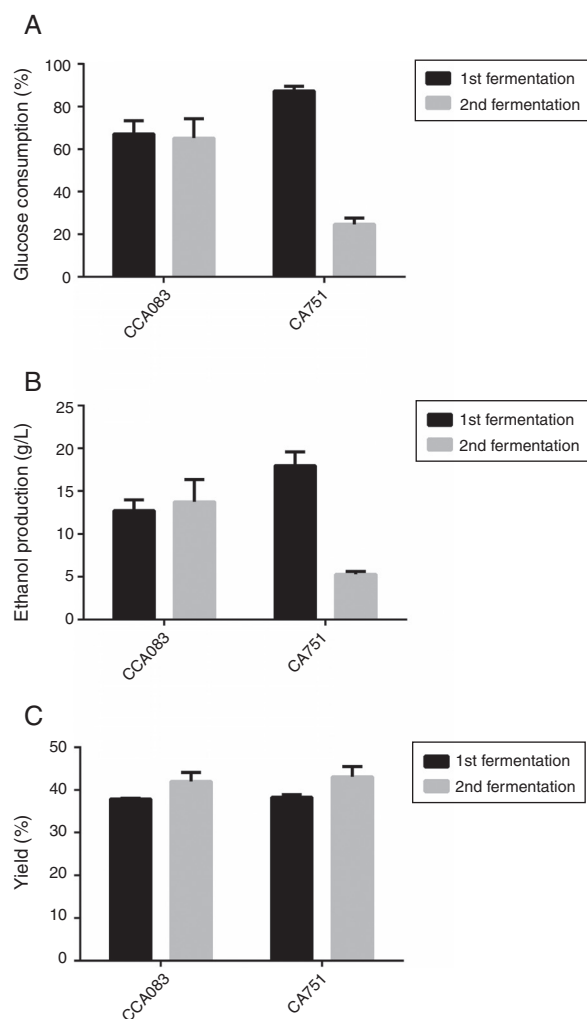 A
Glucose consumption (%)
100
80
60
40
20
0
CCA083
CA751
1st fermentation
2nd fermentation
B
Ethanol production (g/L)
25
20
15
10
5
0
CCA083
CA751
1st fermentation
2nd fermentation
C
Yield (%)
50
40
30
20
10
0
CCA083
CA751
1st fermentation
2nd fermentation